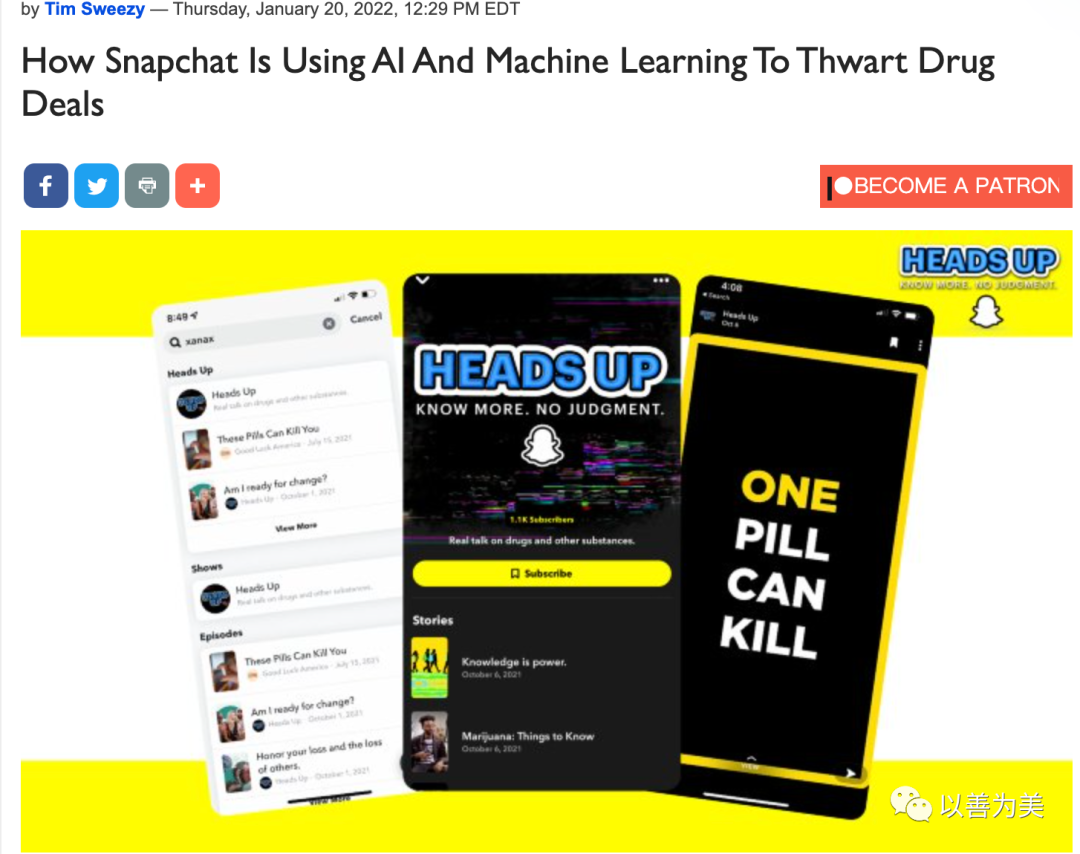 by Tim Sweezy — Thursday, January 20, 2022, 12:29 PM EDT
How Snapchat Is Using AI And Machine Learning To Thwart Drug
Deals
BECOME A PATRON
HEADS UP
KNOW MORE. NO JUDGMENT.
8:49
xanax
Cancel
Heads Up
Heads Up
Real talk on drugs and other substances.
These Pills Can Kill You
Good Luck America · July 15, 2021
Am I ready for change?
Heads Up · October 1, 2021
View More
Shows
Heads Up
Real talk on drugs and other substances.
Episodes
These Pills Can Kill You
Good Luck America · July 15, 2021
Am I ready for change?
Heads Up · October 1, 2021
Honor your loss and the loss
of others.
Heads Up · October 1, 2021
View More
HEADS UP
KNOW MORE. NO JUDGMENT.
1.1K Subscribers
Real talk on drugs and other substances.
Subscribe
Stories
Knowledge is power.
October 6, 2021
Marijuana: Things to Know
October 6, 2021
4:08
Search
Heads Up
Oct 6
ONE
PILL
CAN
KILL
VIEW
以善为美